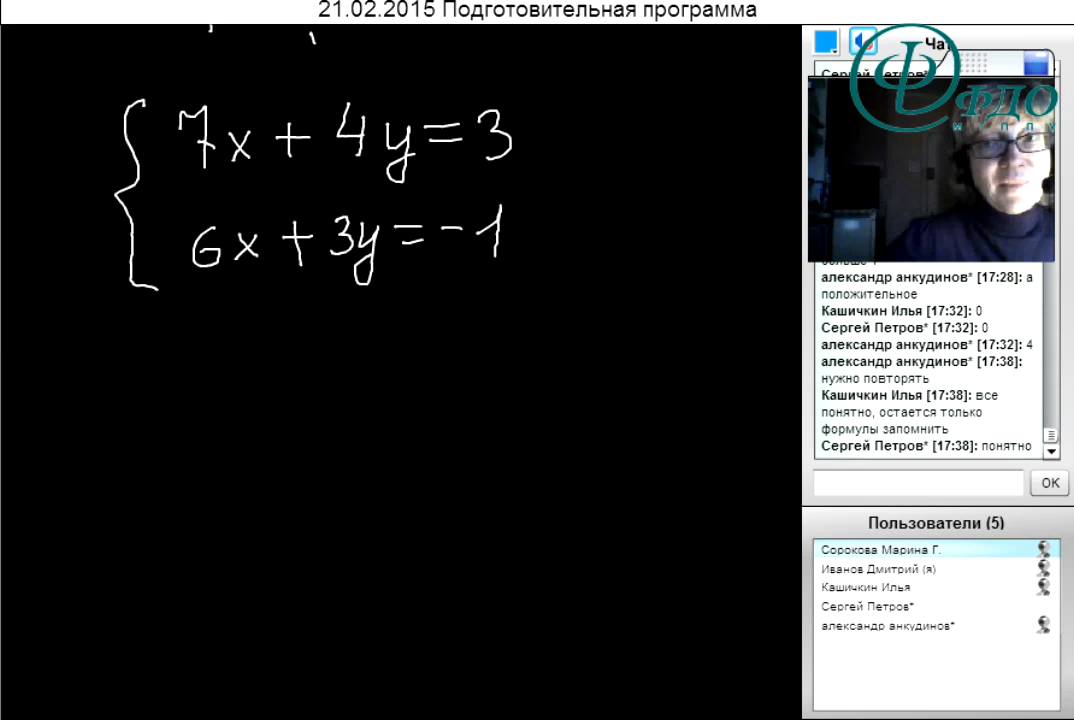 21.02.2015 Подготовительная программа
7x + 4y = 3
6x + 3y = -1
Чат
ФДО
МГППУ
Сергей Петров*
александр анкудинов* [17:28]: а
положительное
Кашичкин Илья [17:32]: 0
Сергей Петров* [17:32]: 0
александр анкудинов* [17:32]: 4
александр анкудинов* [17:38]:
нужно повторять
Кашичкин Илья [17:38]: все
понятно, остается только
формулы запомнить
Сергей Петров* [17:38]: понятно
OK
Пользователи (5)
Сорокова Марина Г.
Иванов Дмитрий (я)
Кашичкин Илья
Сергей Петров*
александр анкудинов*